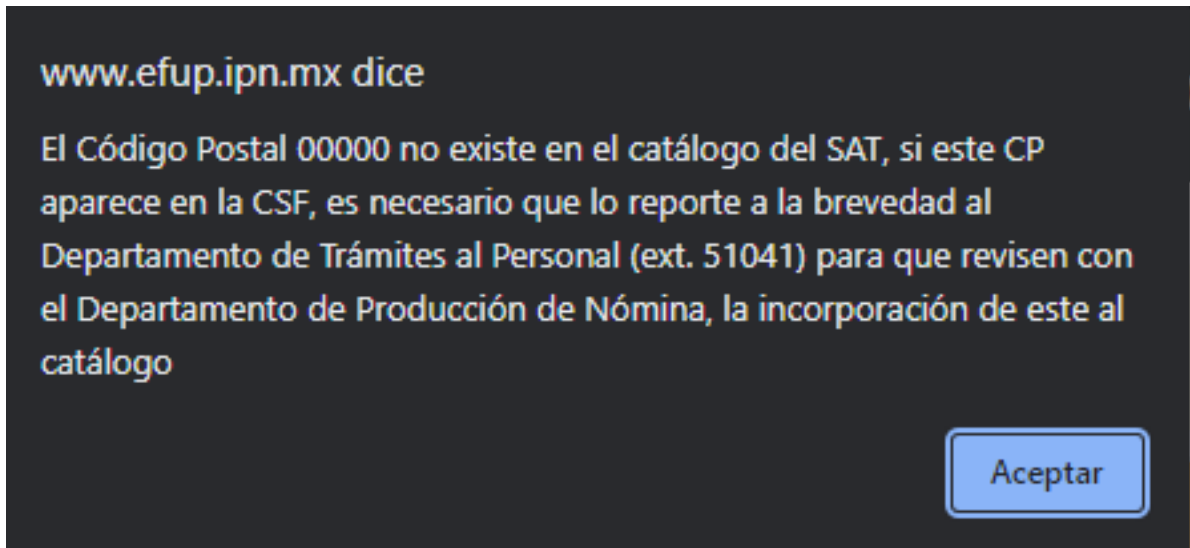 www.efup.ipn.mx dice
El Código Postal 00000 no existe en el catálogo del SAT, si este CP
aparece en la CSF, es necesario que lo reporte a la brevedad al
Departamento de Trámites al Personal (ext. 51041) para que revisen con
el Departamento de Producción de Nómina, la incorporación de este al
catálogo
Aceptar